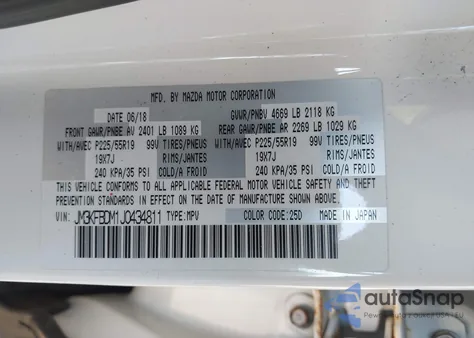 MFD. BY MAZDA MOTOR CORPORATION
DATE 06/18 GVWR/PNBV 4669 LB 2118 KG
FRONT GAWR/PNBE AV 2401 LB 1089 KG REAR GAWR/PNBE AR 2269 LB 1029 KG
WITH/AVEC P225/55R19 99V TIRES/PNEUS WITH/AVEC P225/55R19 99V TIRES/PNEUS
19X7J RIMS/JANTES 19X7J RIMS/JANTES
240 KPA/35 PSI COLD/A FROID 240 KPA/35 PSI COLD/A FROID
THIS VEHICLE CONFORMS TO ALL APPLICABLE FEDERAL MOTOR VEHICLE SAFETY AND THEFT
PREVENTION STANDARDS IN EFFECT ON THE DATE OF MANUFACTURE SHOWN ABOVE.
VIN: JM3KFBDM1J0434811 TYPE: MPV COLOR CODE: 25D MADE IN JAPAN
autoSnap